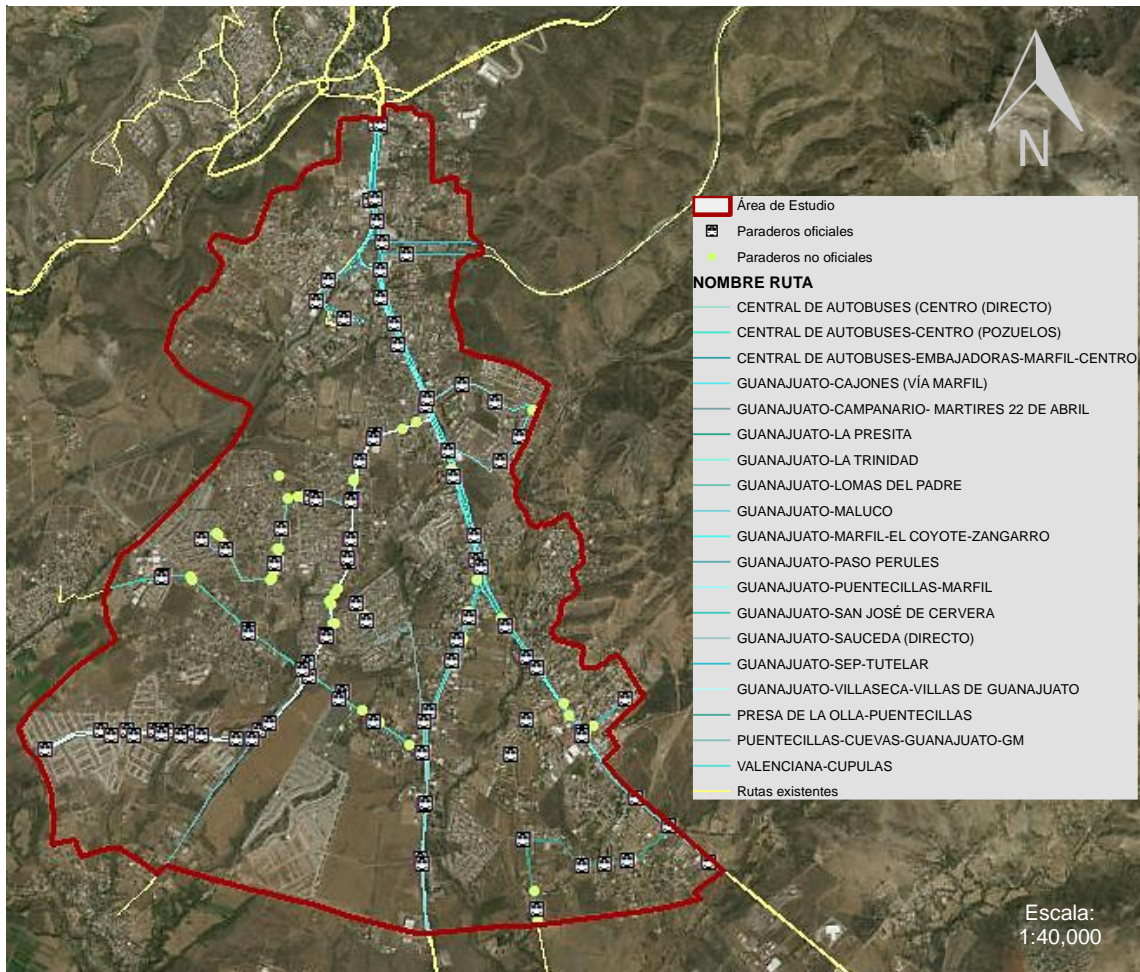 N
Área de Estudio
Paraderos oficiales
Paraderos no oficiales
NOMBRE RUTA
CENTRAL DE AUTOBUSES (CENTRO (DIRECTO)
CENTRAL DE AUTOBUSES-CENTRO (POZUELOS)
CENTRAL DE AUTOBUSES-EMBAJADORAS-MARFIL-CENTRO
GUANAJUATO-CAJONES (VÍA MARFIL)
GUANAJUATO-CAMPANARIO- MARTIRES 22 DE ABRIL
GUANAJUATO-LA PRESITA
GUANAJUATO-LA TRINIDAD
GUANAJUATO-LOMAS DEL PADRE
GUANAJUATO-MALUCO
GUANAJUATO-MARFIL-EL COYOTE-ZANGARRO
GUANAJUATO-PASO PERULES
GUANAJUATO-PUENTECILLAS-MARFIL
GUANAJUATO-SAN JOSÉ DE CERVERA
GUANAJUATO-SAUCEDA (DIRECTO)
GUANAJUATO-SEP-TUTELAR
GUANAJUATO-VILLASECA-VILLAS DE GUANAJUATO
PRESA DE LA OLLA-PUENTECILLAS
PUENTECILLAS-CUEVAS-GUANAJUATO-GM
VALENCIANA-CUPULAS
Rutas existentes
Escala:
1:40,000